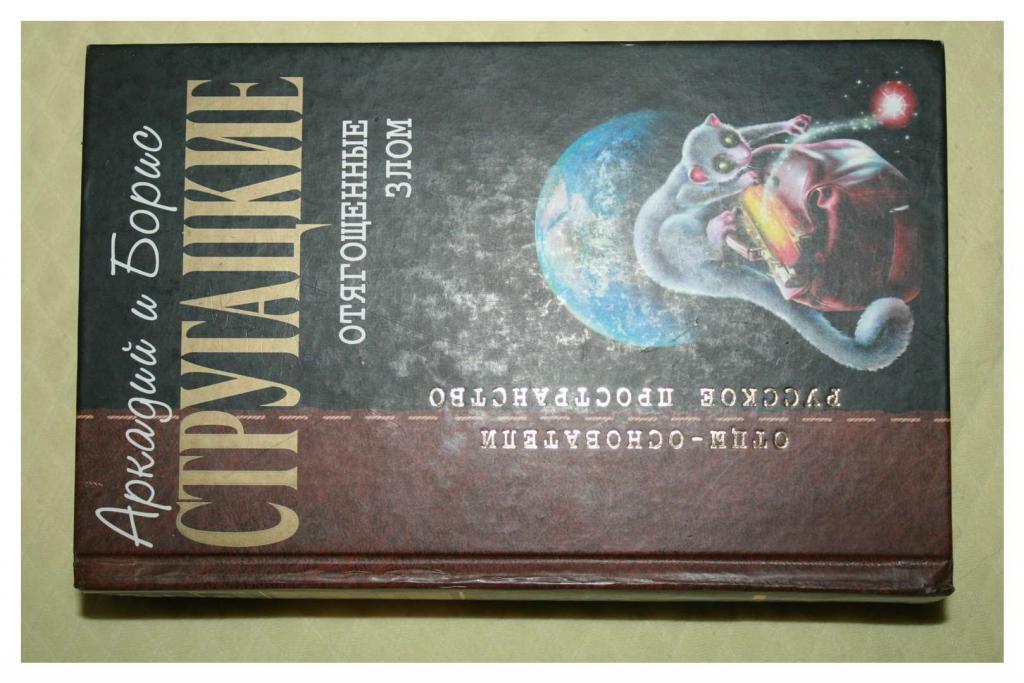 Аркадий и Борис
СТРУГАЦКИЕ
ОТЯГОЩЕННЫЕ
ЗЛОМ
ОТЦЫ-ОСНОВАТЕЛИ
РУССКОЕ ПРОСТРАНСТВО